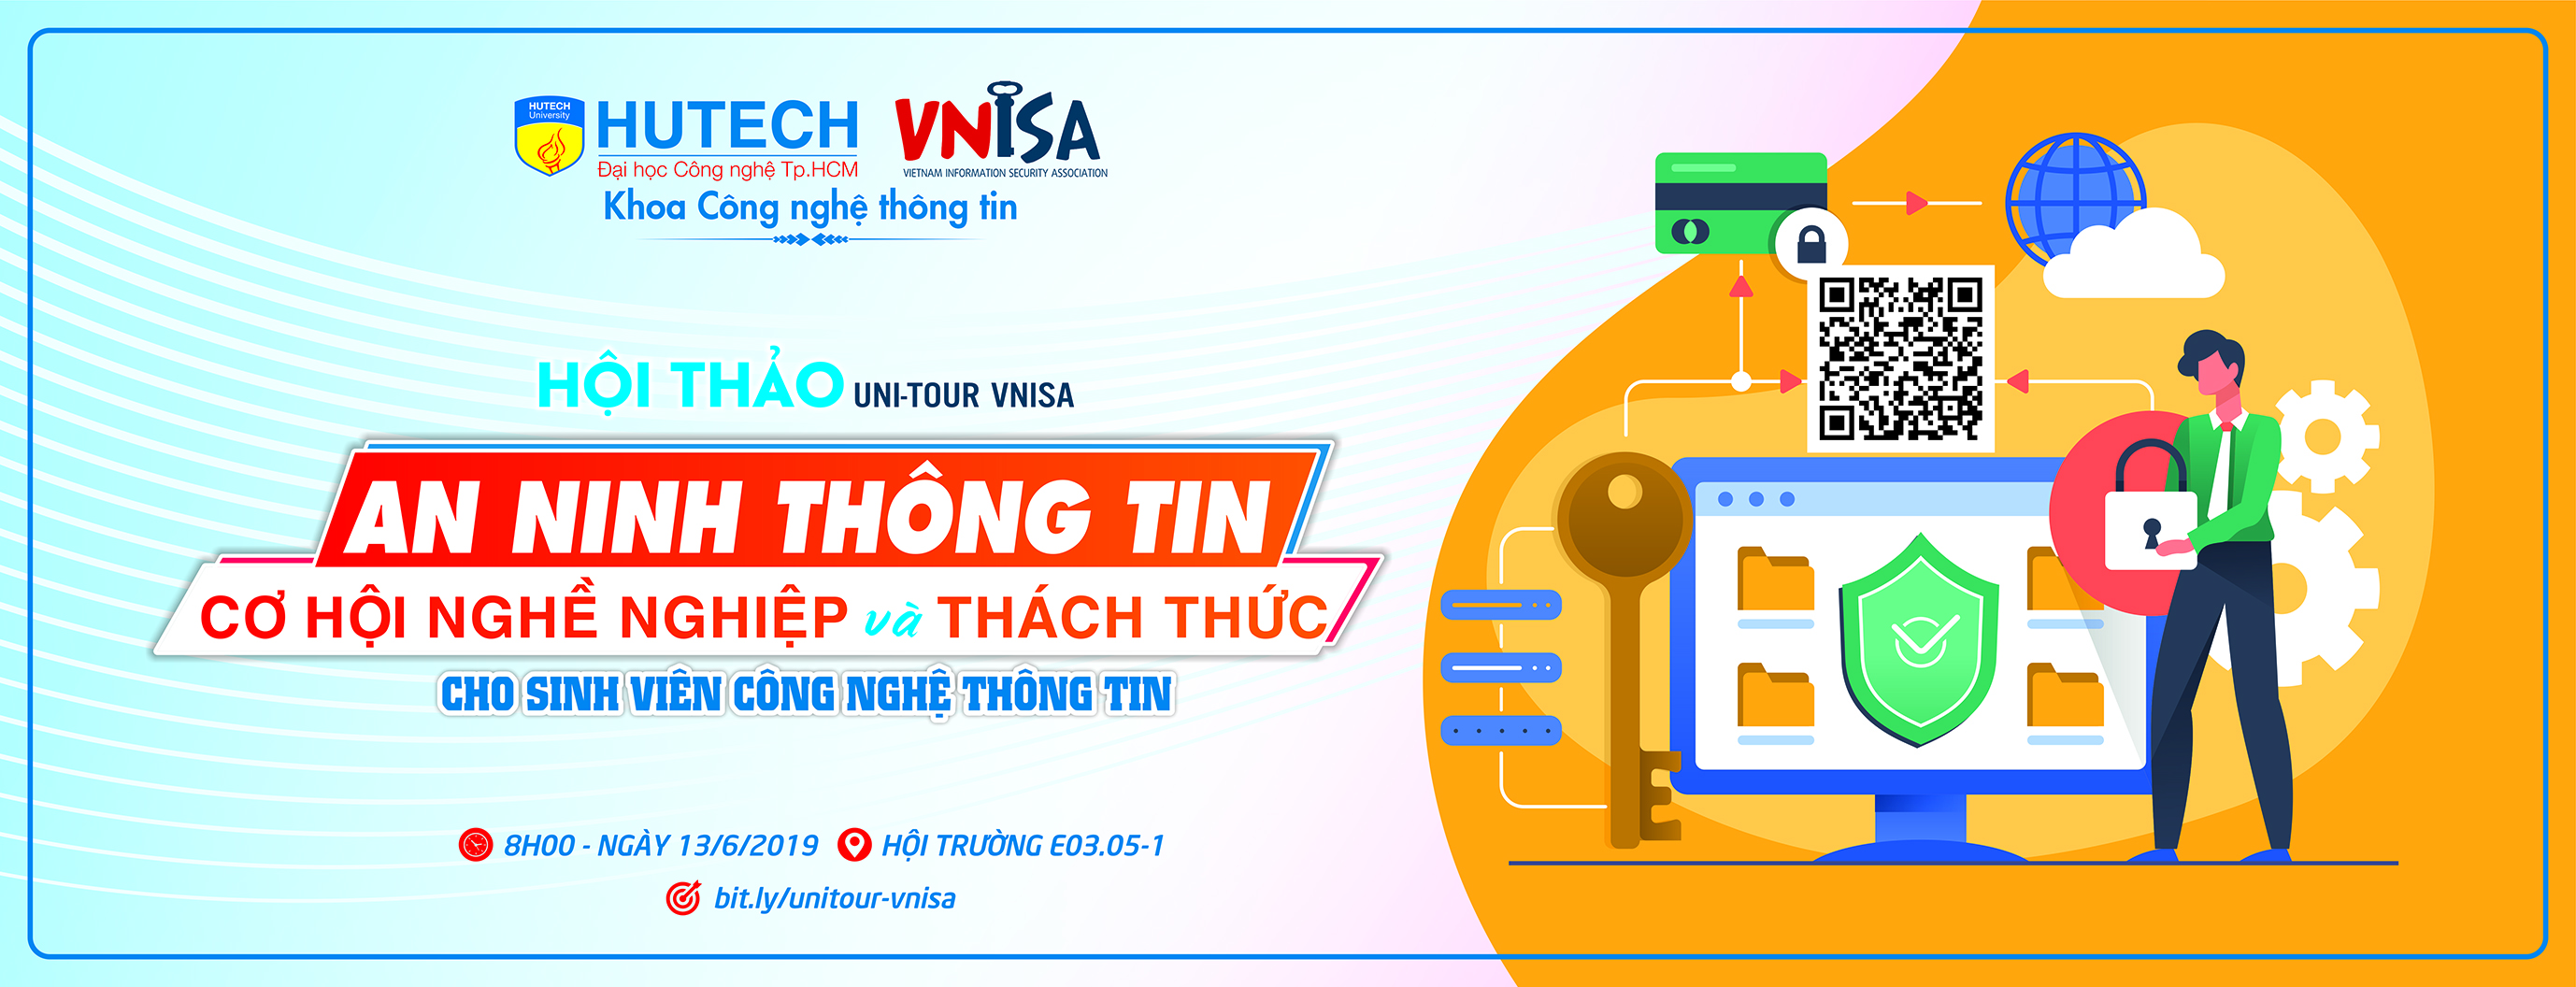 HUTECH
University
HUTECH
Đại học Công nghệ Tp.HCM
VNISA
VIETNAM INFORMATION SECURITY ASSOCIATION
Khoa Công nghệ thông tin
HỘI THẢO UNI-TOUR VNISA
AN NINH THÔNG TIN
CƠ HỘI NGHỀ NGHIỆP và THÁCH THỨC
CHO SINH VIÊN CÔNG NGHỆ THÔNG TIN
8H00 - NGÀY 13/6/2019 HỘI TRƯỜNG E03.05-1
bit.ly/unitour-vnisa